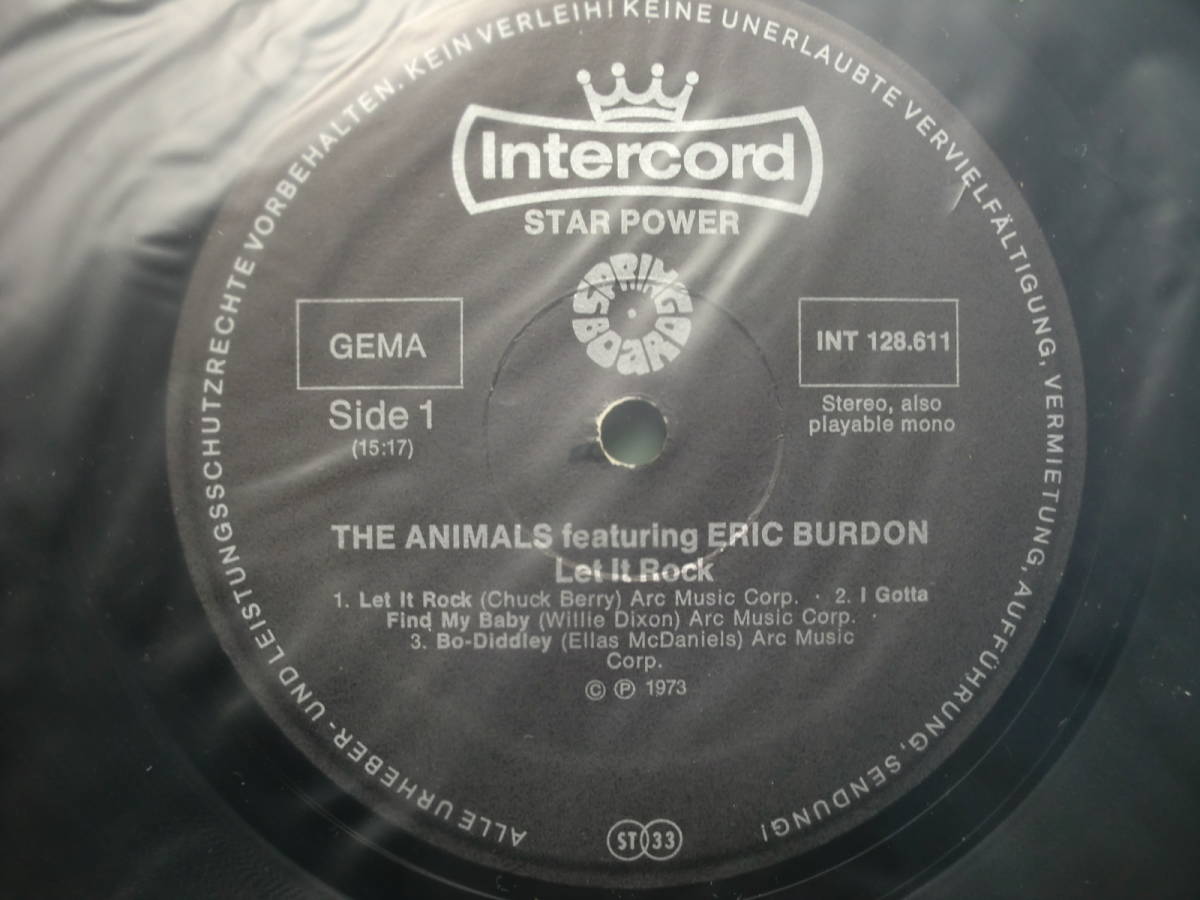 ALLE URHEBER- UND LEISTUNGSSCHUTZRECHTE VORBEHALTEN. KEIN VERLEIH! KEINE UNERLAUBTE VERVIELFÄLTIGUNG, VERMIETUNG, AUFFÜHRUNG, SENDUNG!
Intercord
STAR POWER
SPRINGBOARD
GEMA
INT 128.611
Side 1
(15:17)
Stereo, also
playable mono
THE ANIMALS featuring ERIC BURDON
Let It Rock
1. Let It Rock (Chuck Berry) Arc Music Corp. · 2. I Gotta
Find My Baby (Willie Dixon) Arc Music Corp. ·
3. Bo-Diddley (Ellas McDaniels) Arc Music
Corp.
© ℗ 1973
ST 33